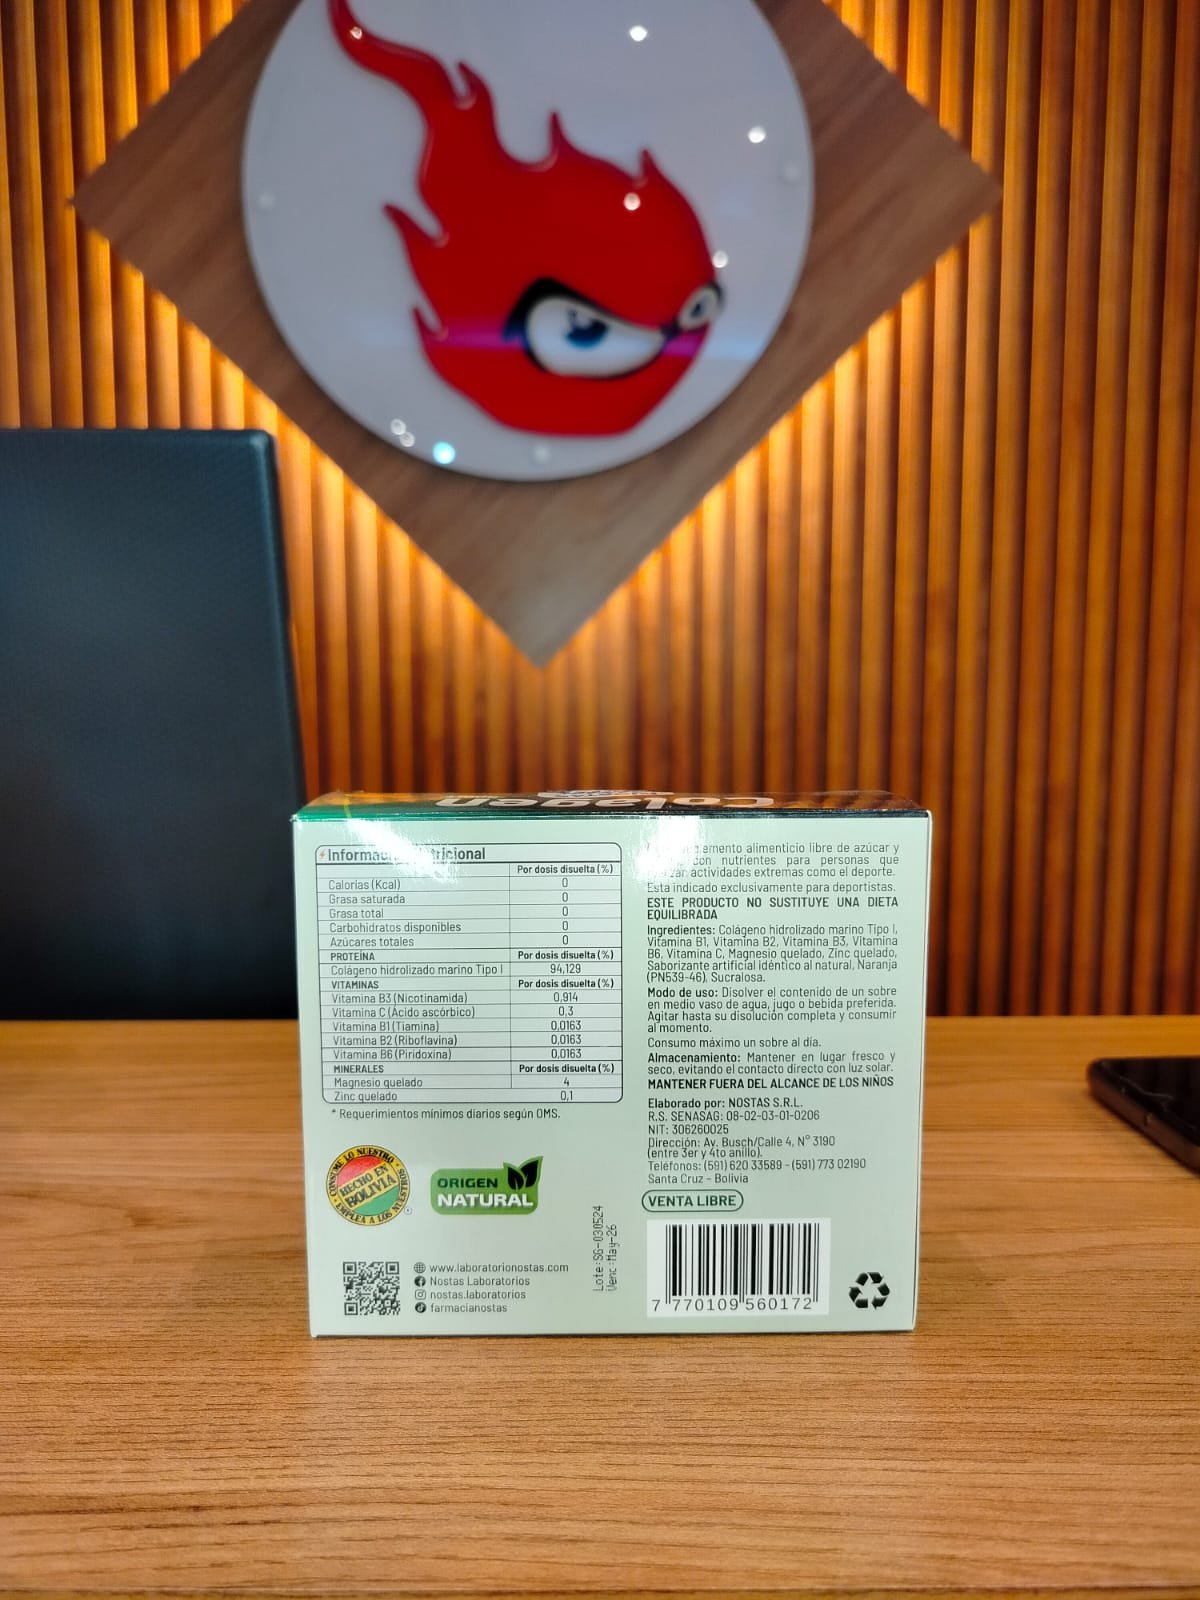 Colagen
Información Nutricional
Por dosis disuelta (%)
Calorías (Kcal) 0
Grasa saturada 0
Grasa total 0
Carbohidratos disponibles 0
Azúcares totales 0
PROTEÍNA Por dosis disuelta (%)
Colágeno hidrolizado marino Tipo I 94,129
VITAMINAS Por dosis disuelta (%)
Vitamina B3 (Nicotinamida) 0,914
Vitamina C (Ácido ascórbico) 0,3
Vitamina B1 (Tiamina) 0,0163
Vitamina B2 (Riboflavina) 0,0163
Vitamina B6 (Piridoxina) 0,0163
MINERALES Por dosis disuelta (%)
Magnesio quelado 4
Zinc quelado 0,1
* Requerimientos mínimos diarios según OMS.
CONSUME LO NUESTRO
HECHO EN
BOLIVIA
EMPLEA A LOS NUESTROS
ORIGEN
NATURAL
www.laboratorionostas.com
Nostas Laboratorios
nostas.laboratorios
farmacianostas
Lote:SG-030524
Venc:May-26
alimenticio libre de azúcar y
con nutrientes para personas que
actividades extremas como el deporte.
Está indicado exclusivamente para deportistas.
ESTE PRODUCTO NO SUSTITUYE UNA DIETA
EQUILIBRADA
Ingredientes: Colágeno hidrolizado marino Tipo I,
Vitamina B1, Vitamina B2, Vitamina B3, Vitamina
B6, Vitamina C, Magnesio quelado, Zinc quelado,
Saborizante artificial idéntico al natural, Naranja
(PN539-46), Sucralosa.
Modo de uso: Disolver el contenido de un sobre
en medio vaso de agua, jugo o bebida preferida.
Agitar hasta su disolución completa y consumir
al momento.
Consumo máximo un sobre al día.
Almacenamiento: Mantener en lugar fresco y
seco, evitando el contacto directo con luz solar.
MANTENER FUERA DEL ALCANCE DE LOS NIÑOS
Elaborado por: NOSTAS S.R.L.
R.S. SENASAG: 08-02-03-01-0206
NIT: 306260025
Dirección: Av. Busch/Calle 4, N° 3190
(entre 3er y 4to anillo).
Teléfonos: (591) 620 33589 - (591) 773 02190
Santa Cruz - Bolivia
VENTA LIBRE
7 770109 560172